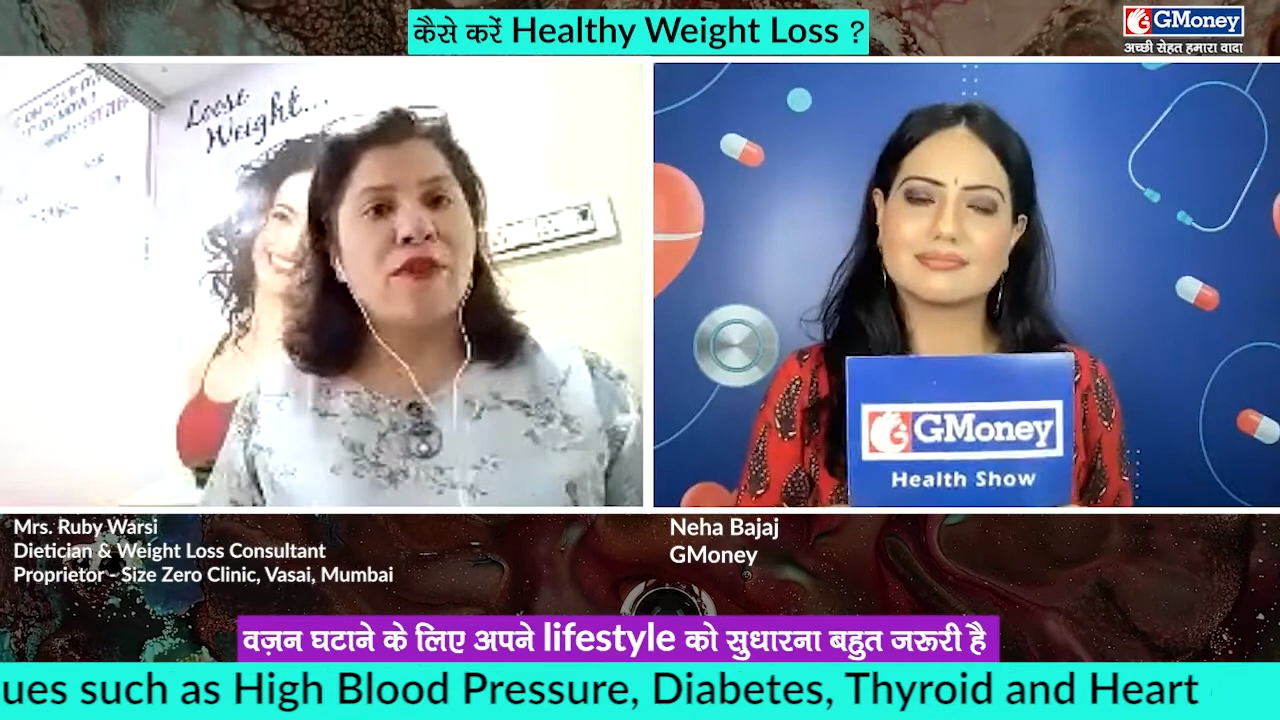 कैसे करें Healthy Weight Loss ?
GMoney
अच्छी सेहत हमारा वादा
Loose
Weight...
GMoney
Health Show
Mrs. Ruby Warsi
Dietician & Weight Loss Consultant
Proprietor - Size Zero Clinic, Vasai, Mumbai
Neha Bajaj
GMoney
वज़न घटाने के लिए अपने lifestyle को सुधारना बहुत जरूरी है
ues such as High Blood Pressure, Diabetes, Thyroid and Heart